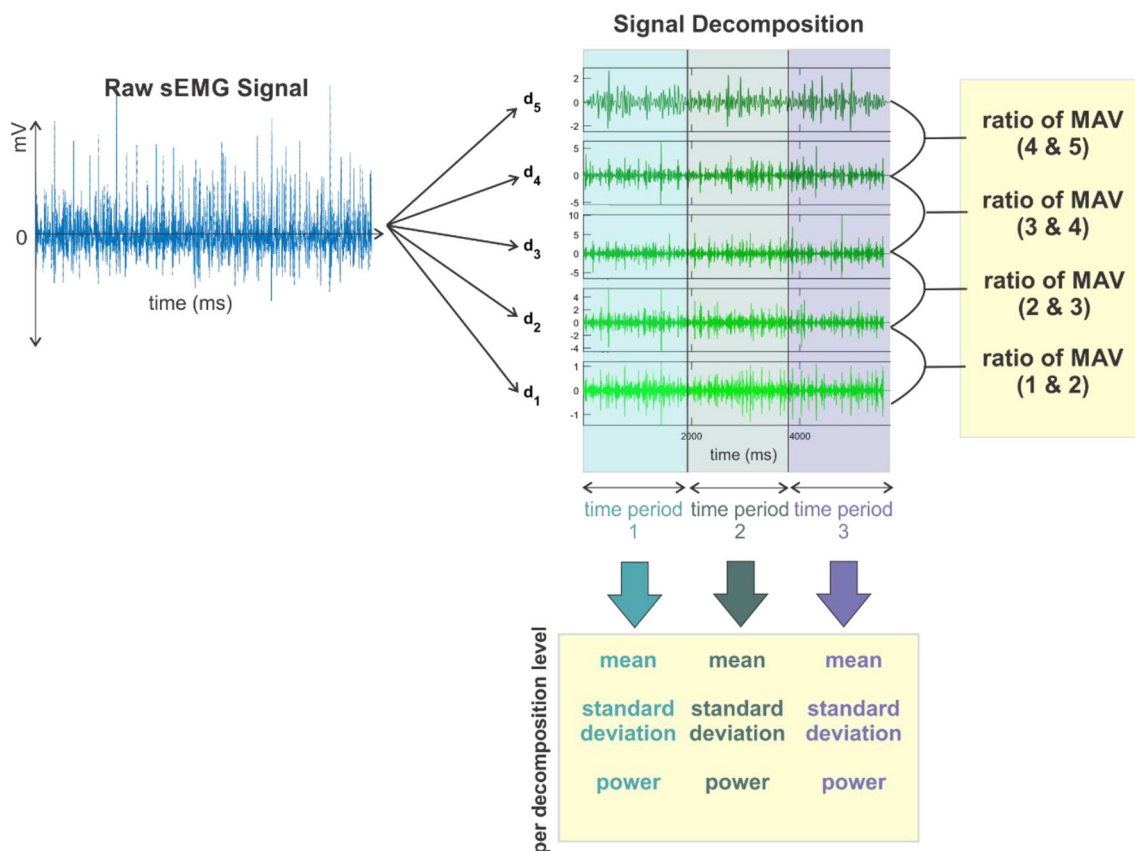 Signal Decomposition
Raw sEMG Signal
mV
0
time (ms)
d5
d4
d3
d2
d1
2
0
-2
5
0
-5
10
5
0
-5
4
2
0
-2
-4
1
0
-1
2000
4000
time (ms)
ratio of MAV
(4 & 5)
ratio of MAV
(3 & 4)
ratio of MAV
(2 & 3)
ratio of MAV
(1 & 2)
time period
1
time period
2
time period
3
per decomposition level
mean mean mean
standard standard standard
deviation deviation deviation
power power power